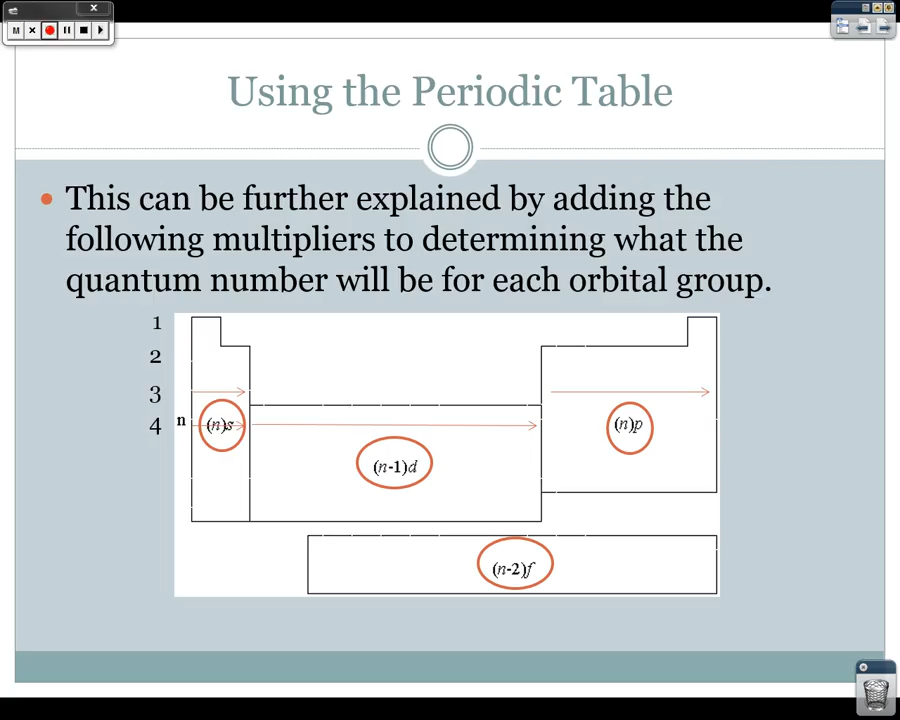 M
Using the Periodic Table
This can be further explained by adding the
following multipliers to determining what the
quantum number will be for each orbital group.
1
2
3
4 n (n)s (n)p
(n-1)d
(n-2)f